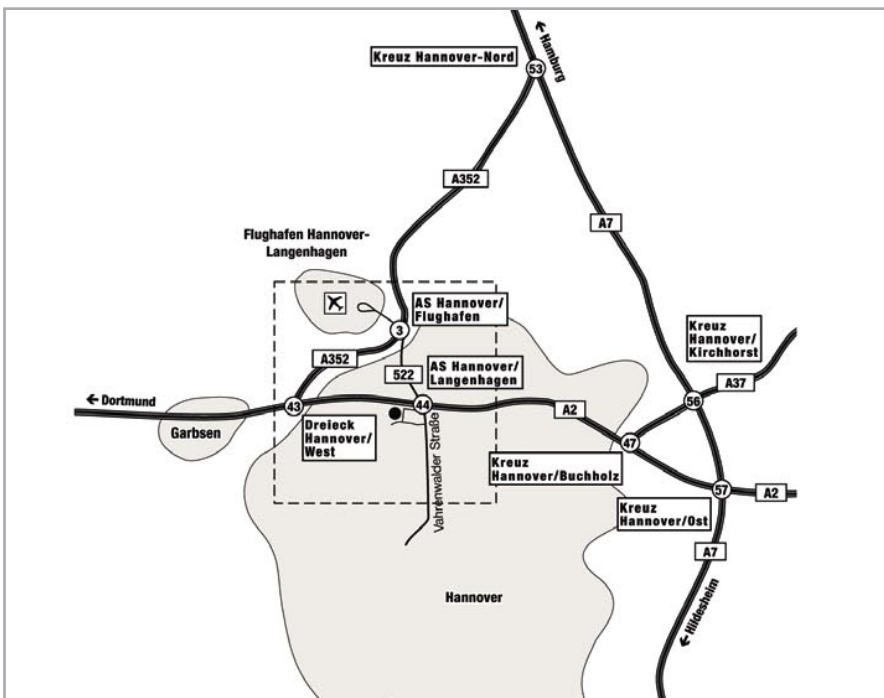 Hamburg
Kreuz Hannover-Nord
53
A352
A7
Flughafen Hannover-
Langenhagen
AS Hannover/
Flughafen
3
Kreuz
Hannover/
Kirchhorst
A352
AS Hannover/
Langenhagen
522
A37
Dortmund
43
44
A2
56
Garbsen
Dreieck
Hannover/
West
Vahrenwalder Straße
47
Kreuz
Hannover/Buchholz
57
A2
Kreuz
Hannover/Ost
A7
Hannover
Hildesheim